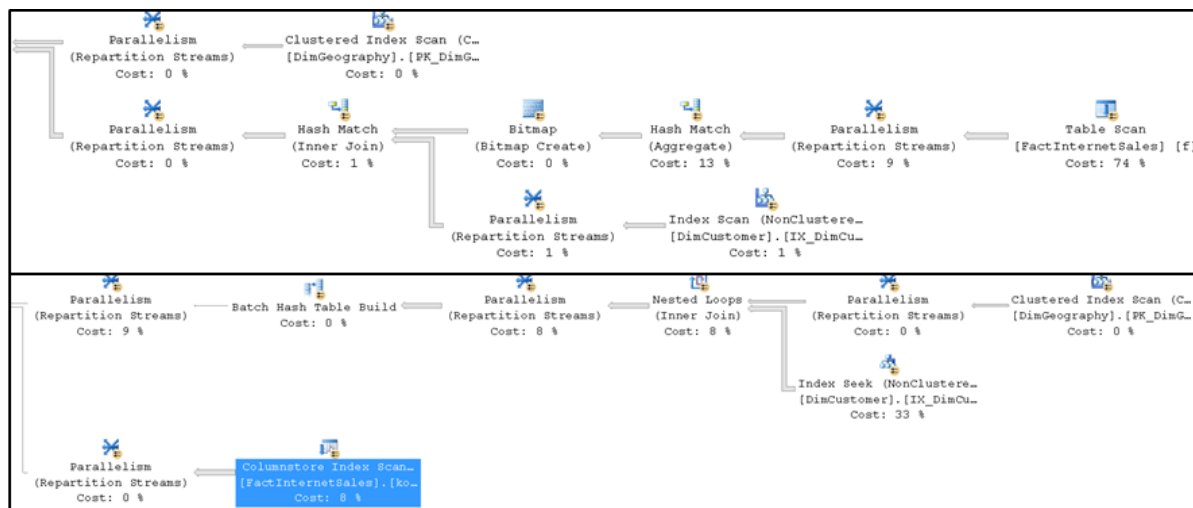 Parallelism
(Repartition Streams)
Cost: 0 %
Clustered Index Scan (C…
[DimGeography].[PK_DimG…
Cost: 0 %
Parallelism
(Repartition Streams)
Cost: 0 %
Hash Match
(Inner Join)
Cost: 1 %
Bitmap
(Bitmap Create)
Cost: 0 %
Hash Match
(Aggregate)
Cost: 13 %
Parallelism
(Repartition Streams)
Cost: 9 %
Table Scan
[FactInternetSales] [f]
Cost: 74 %
Parallelism
(Repartition Streams)
Cost: 1 %
Index Scan (NonClustere…
[DimCustomer].[IX_DimCu…
Cost: 1 %
Parallelism
(Repartition Streams)
Cost: 9 %
Batch Hash Table Build
Cost: 0 %
Parallelism
(Repartition Streams)
Cost: 8 %
Nested Loops
(Inner Join)
Cost: 8 %
Parallelism
(Repartition Streams)
Cost: 0 %
Clustered Index Scan (C…
[DimGeography].[PK_DimG…
Cost: 0 %
Index Seek (NonClustere…
[DimCustomer].[IX_DimCu…
Cost: 33 %
Parallelism
(Repartition Streams)
Cost: 0 %
Columnstore Index Scan…
[FactInternetSales].[ko…
Cost: 8 %